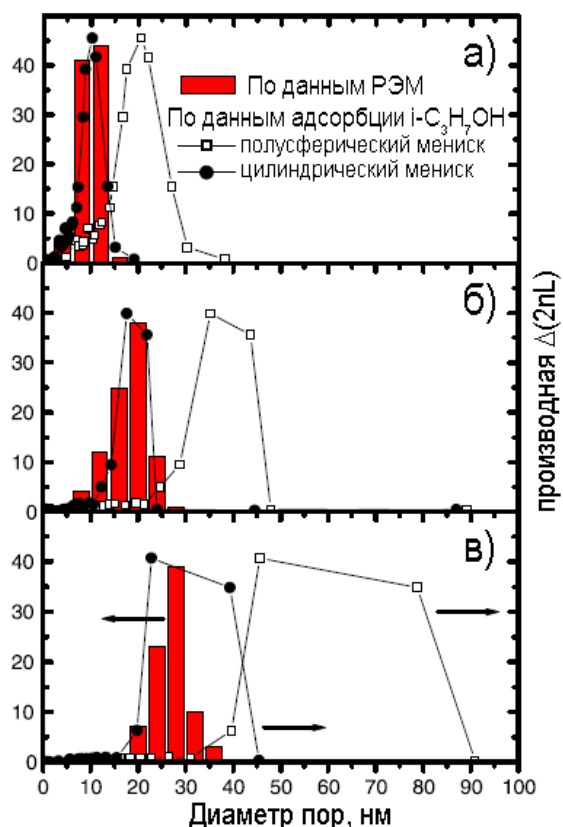 а)
По данным РЭМ
По данным адсорбции i-C₃H₇OH
полусферический мениск
цилиндрический мениск
40
30
20
10
0
б)
40
30
20
10
0
в)
40
30
20
10
0
0 10 20 30 40 50 60 70 80 90 100
Диаметр пор, нм
производная Δ(2nL)